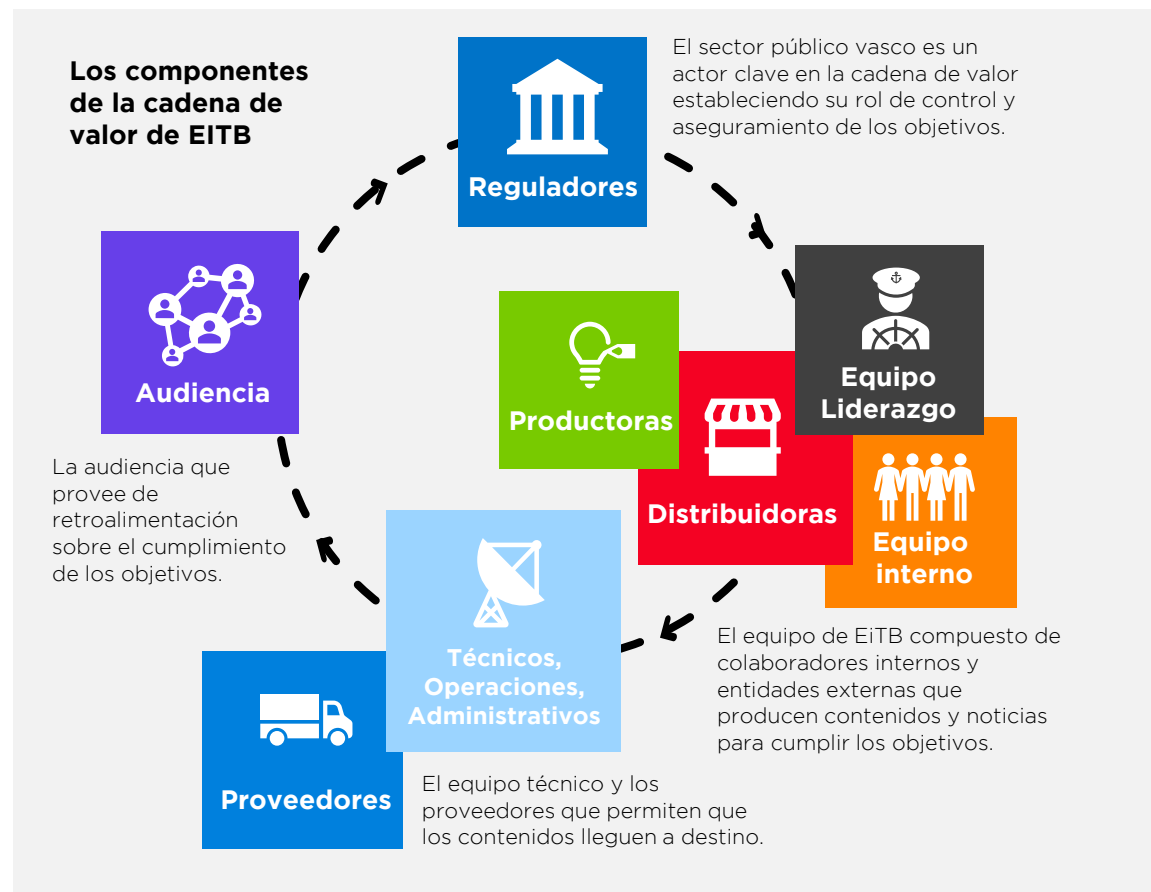 Los componentes
de la cadena de
valor de EITB
El sector público vasco es un
actor clave en la cadena de valor
estableciendo su rol de control y
aseguramiento de los objetivos.
Reguladores
Audiencia
Productoras
Equipo
Liderazgo
Distribuidoras
Equipo
interno
La audiencia que
provee de
retroalimentación
sobre el cumplimiento
de los objetivos.
Técnicos,
Operaciones,
Administrativos
El equipo de EiTB compuesto de
colaboradores internos y
entidades externas que
producen contenidos y noticias
para cumplir los objetivos.
Proveedores
El equipo técnico y los
proveedores que permiten que
los contenidos lleguen a destino.